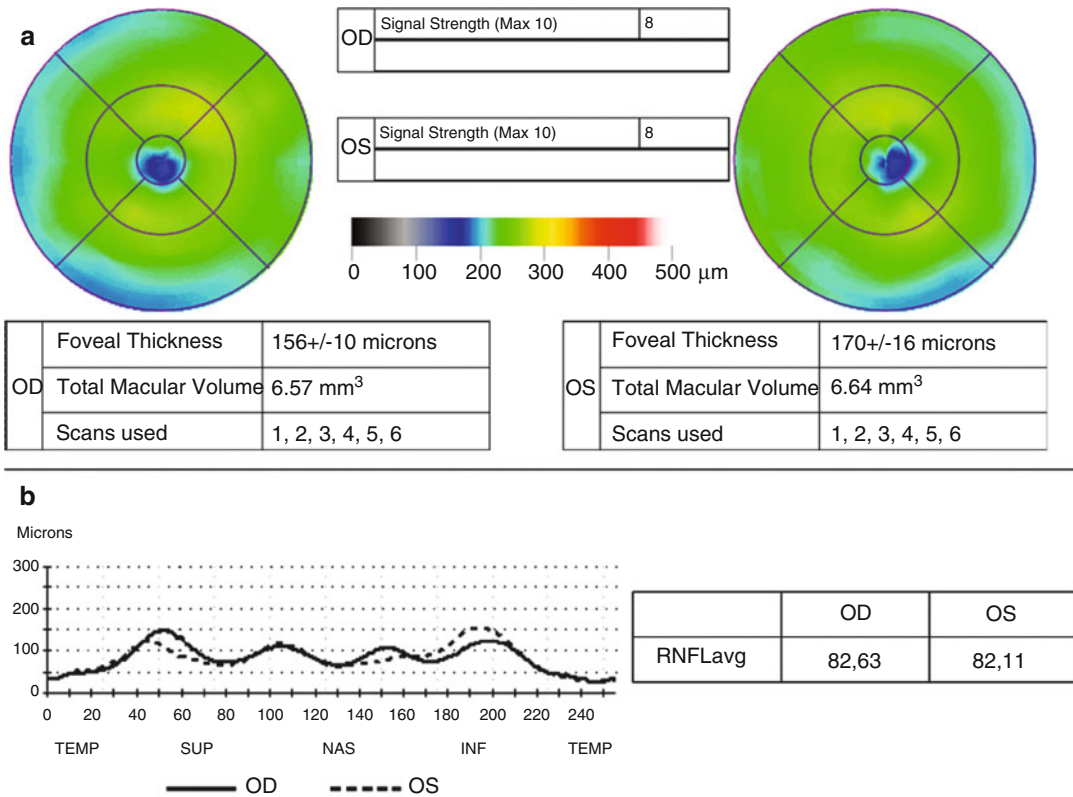 a
OD Signal Strength (Max 10) 8
OS Signal Strength (Max 10) 8
0 100 200 300 400 500 μm
OD
Foveal Thickness 156+/-10 microns
Total Macular Volume 6.57 mm³
Scans used 1, 2, 3, 4, 5, 6
OS
Foveal Thickness 170+/-16 microns
Total Macular Volume 6.64 mm³
Scans used 1, 2, 3, 4, 5, 6
b
Microns
300
200
100
0
0 20 40 60 80 100 120 140 160 180 200 220 240
TEMP SUP NAS INF TEMP
OD OS
OD OS
RNFLavg 82,63 82,11